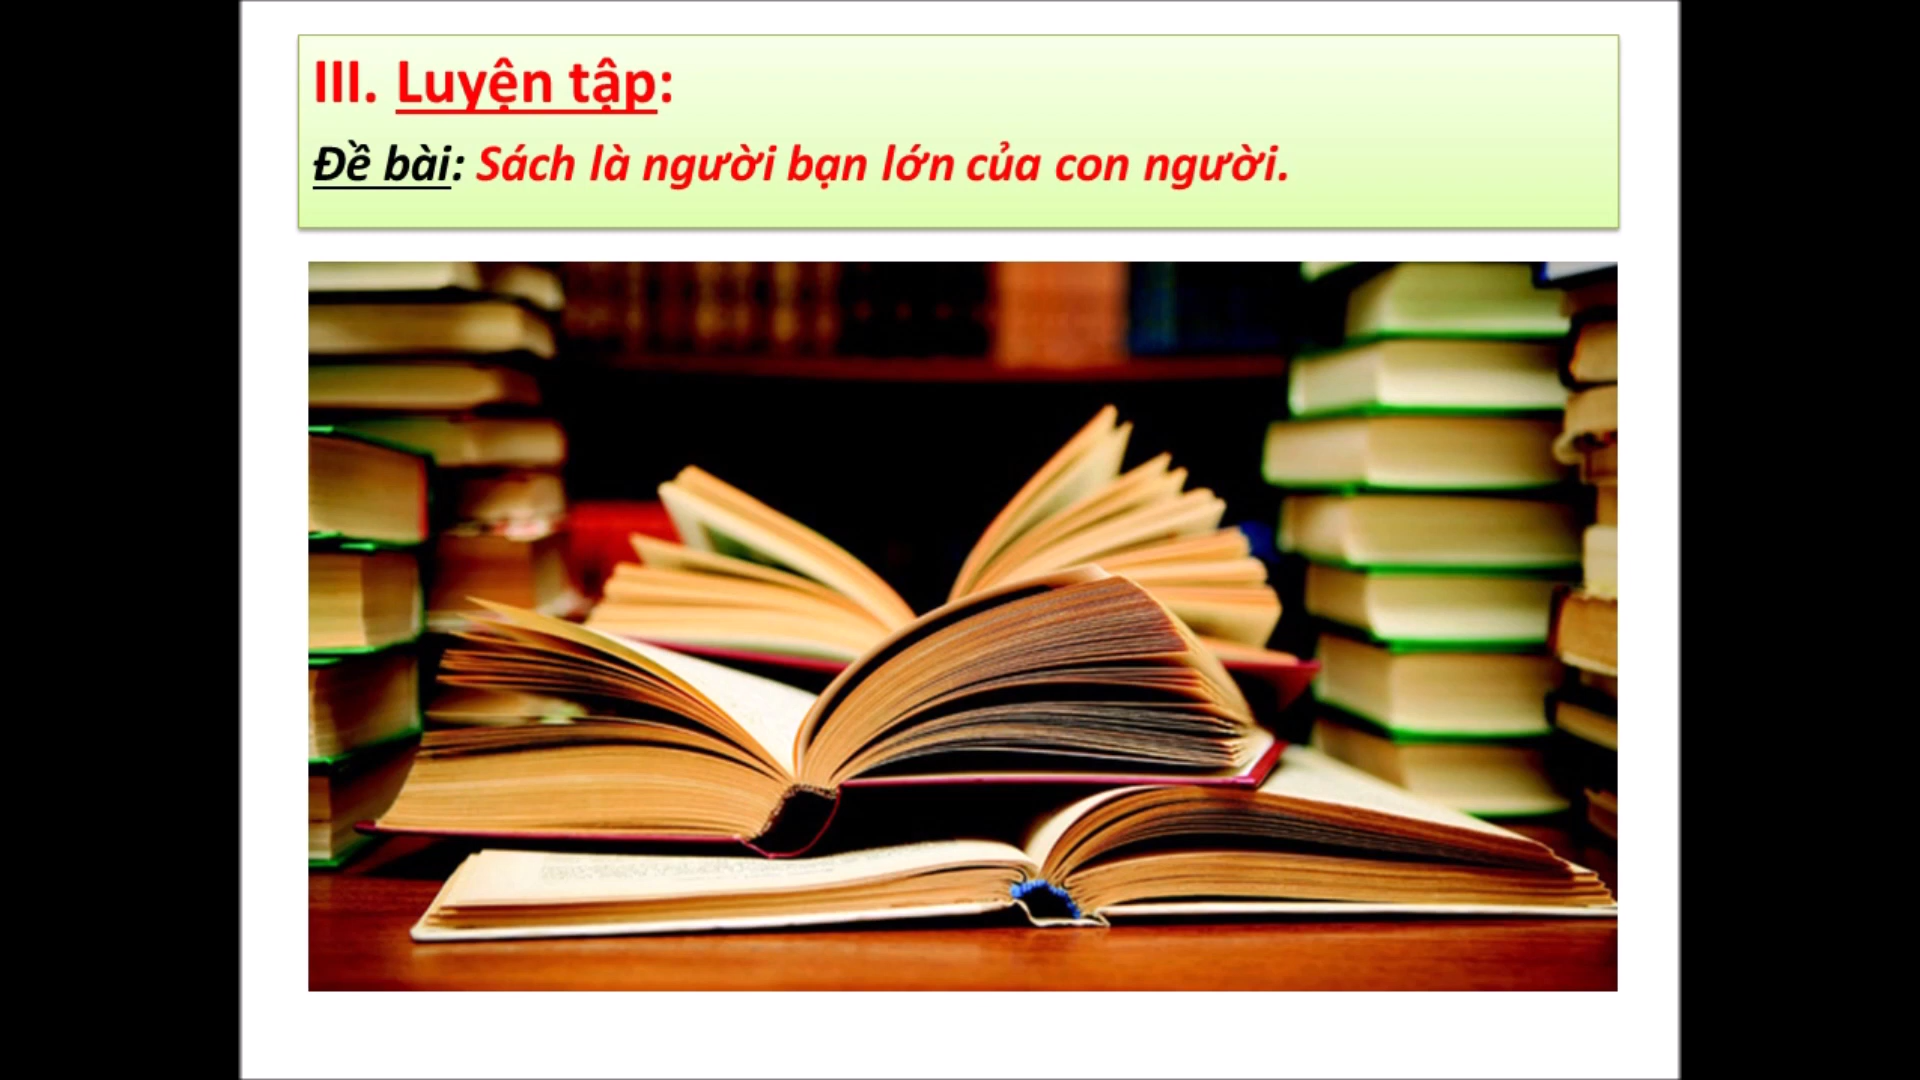 III. Luyện tập:
Đề bài: Sách là người bạn lớn của con người.